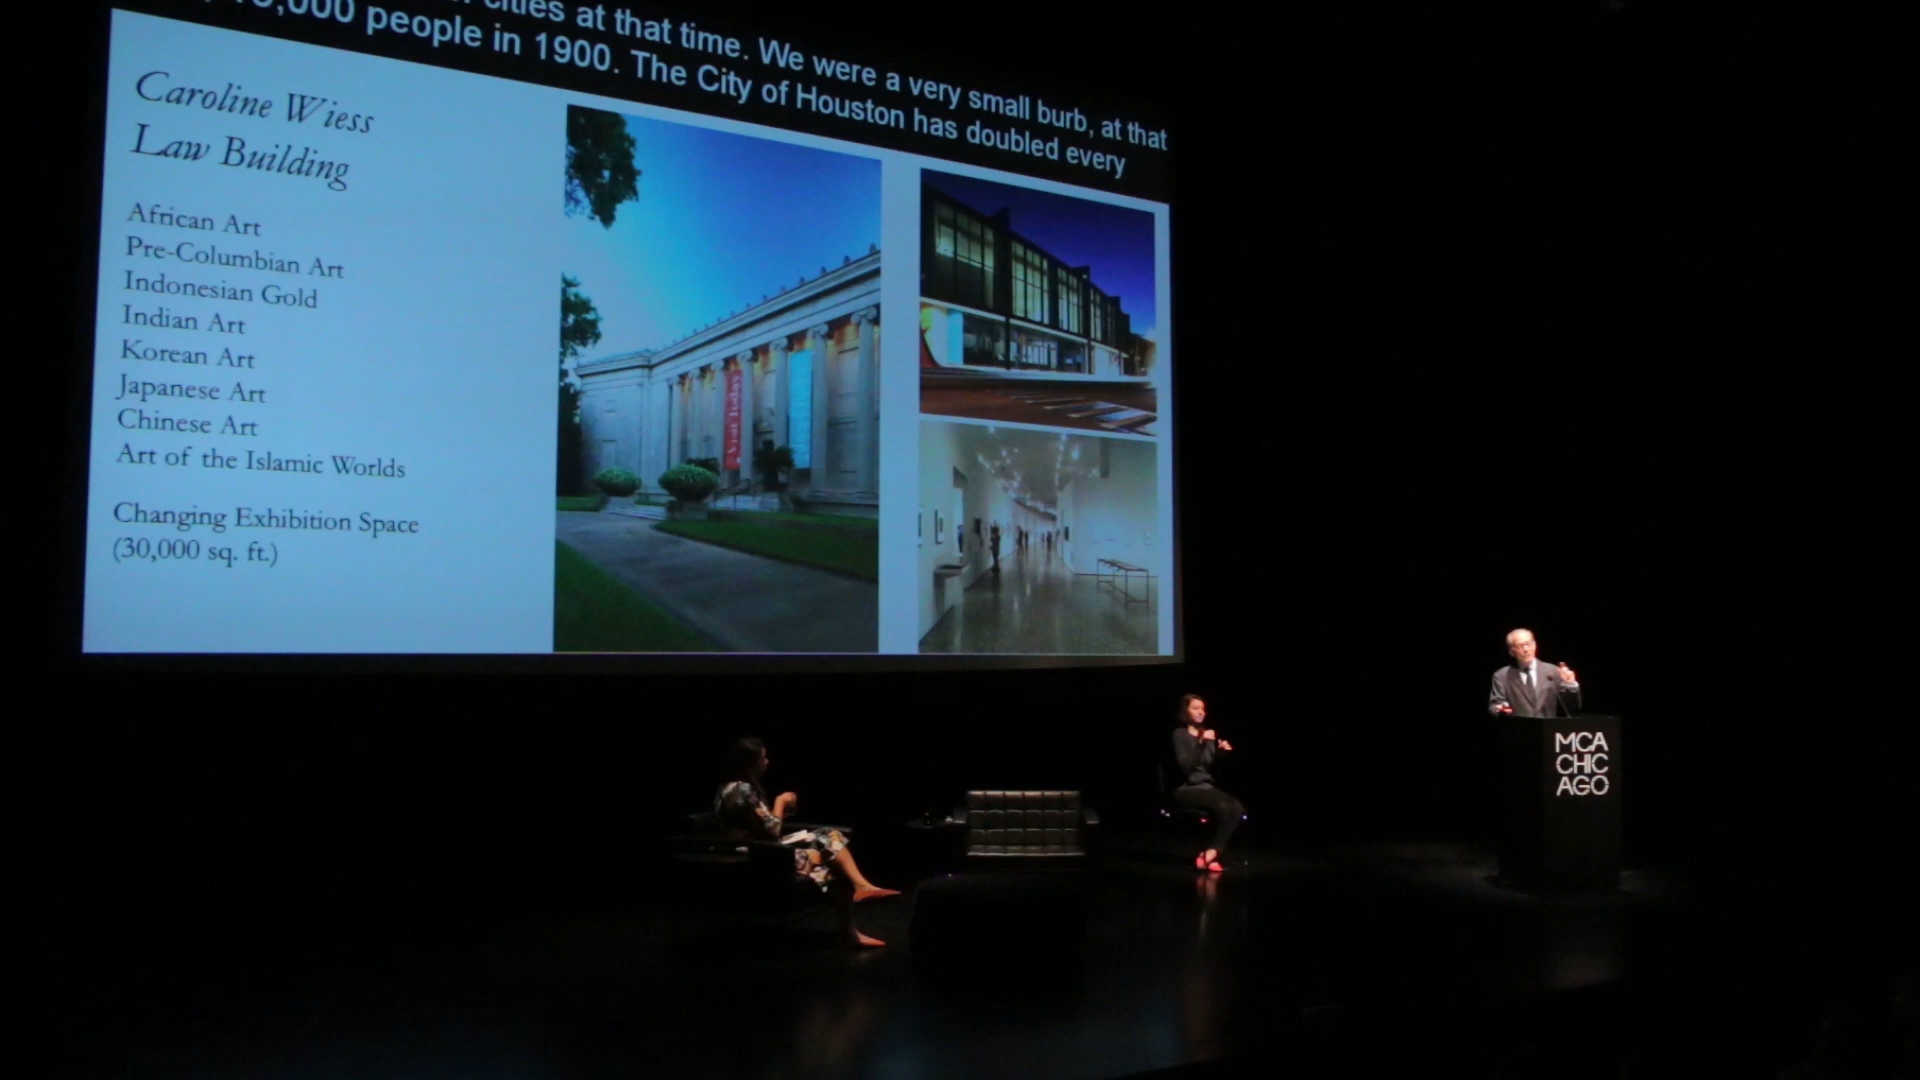 cities at that time. We were a very small burb, at that
people in 1900. The City of Houston has doubled every
Caroline Wiess
Law Building
African Art
Pre-Columbian Art
Indonesian Gold
Indian Art
Korean Art
Japanese Art
Chinese Art
Art of the Islamic Worlds
Changing Exhibition Space
(30,000 sq. ft.)
Visit Today
MCA
CHIC
AGO